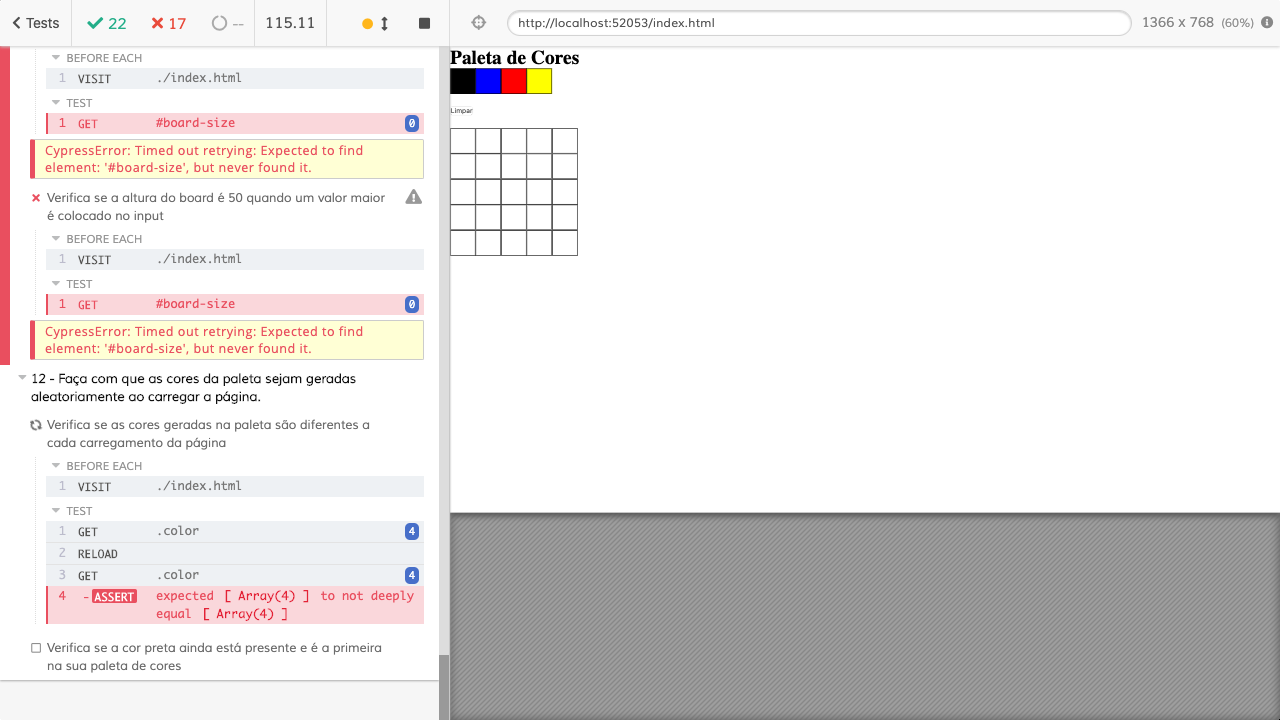 Tests 22 17 -- 115.11
http://localhost:52053/index.html 1366 x 768 (60%)
BEFORE EACH
1 VISIT ./index.html
TEST
1 GET #board-size 0
CypressError: Timed out retrying: Expected to find
element: '#board-size', but never found it.
Verifica se a altura do board é 50 quando um valor maior
é colocado no input
BEFORE EACH
1 VISIT ./index.html
TEST
1 GET #board-size 0
CypressError: Timed out retrying: Expected to find
element: '#board-size', but never found it.
12 - Faça com que as cores da paleta sejam geradas
aleatoriamente ao carregar a página.
Verifica se as cores geradas na paleta são diferentes a
cada carregamento da página
BEFORE EACH
1 VISIT ./index.html
TEST
1 GET .color 4
2 RELOAD
3 GET .color 4
4 -ASSERT expected [ Array(4) ] to not deeply
equal [ Array(4) ]
Verifica se a cor preta ainda está presente e é a primeira
na sua paleta de cores
Paleta de Cores
Limpar